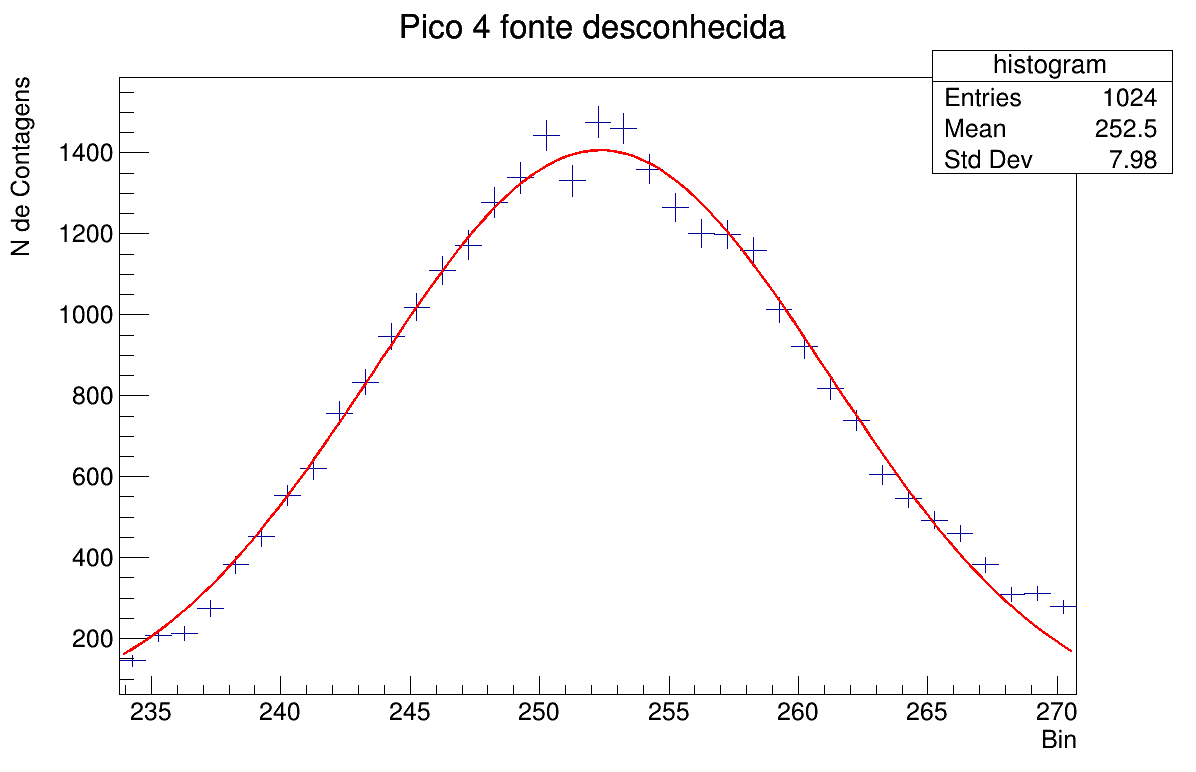 Pico 4 fonte desconhecida
histogram
Entries 1024
Mean 252.5
Std Dev 7.98
N de Contagens
1400
1200
1000
800
600
400
200
235 240 245 250 255 260 265 270
Bin